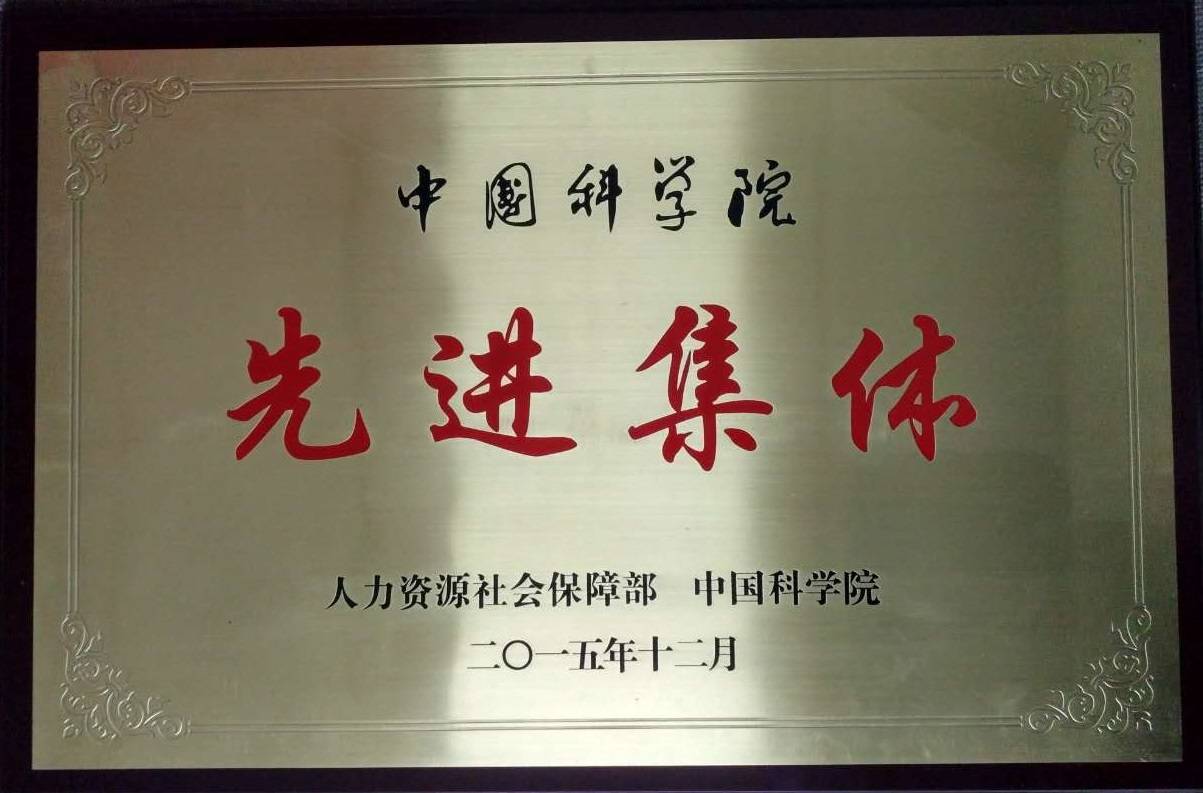 中國科学院
先进集体
人力资源社会保障部 中国科学院
二〇一五年十二月